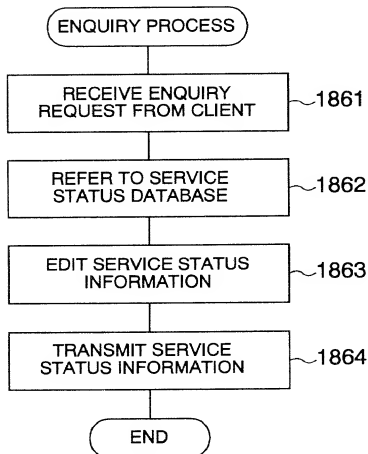 ENQUIRY PROCESS
RECEIVE ENQUIRY
REQUEST FROM CLIENT
1861
REFER TO SERVICE
STATUS DATABASE
1862
EDIT SERVICE STATUS
INFORMATION
1863
TRANSMIT SERVICE
STATUS INFORMATION
1864
END